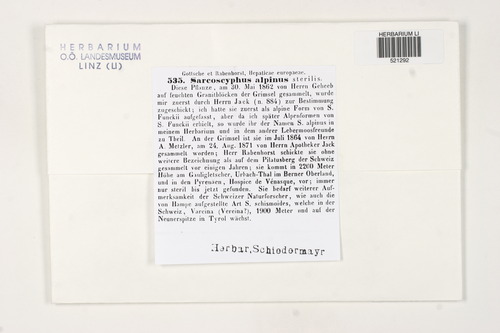 HERBARIUM
O.Ö. LANDESMUSEUM
LINZ (LI)
HERBARIUM LI
521292
Gottsche et Rabenhorst, Hepaticae europaeae.
535. Sarcoscyphus alpinus sterilis.
Diese Pflanze, am 30. Mai 1862 von Herrn Geheeb
auf feuchten Granitblöcken der Grimsel gesammelt, wurde
mir zuerst durch Herrn Jack (n. 884) zur Bestimmung
zugeschickt; ich hatte sie zuerst als alpine Form von S.
Funckii aufgefasst, aber da ich später Alpenformen von
S. Funckii erhielt, so wurde ihr der Namen S. alpinus in
meinem Herbarium und in dem anderer Lebermoosfreunde
zu Theil. An der Grimsel ist sie im Juli 1864 von Herrn
A. Metzler, am 24. Aug. 1871 von Herrn Apotheker Jack
gesammelt worden; Herr Rabenhorst schickte sie ohne
weitere Bezeichnung als auf dem Pilatusberg der Schweiz
gesammelt vor einigen Jahren; sie kommt in 2200 Meter
Höhe am Gauligletscher, Urbach-Thal im Berner Oberland,
und in den Pyreneen, Hospice de Vénasque, vor; immer
nur steril bis jetzt gefunden. Sie bedarf weiterer Auf-
merksamkeit der Schweizer Naturforscher, wie auch die
von Hampe aufgestellte Art S. schismoides, welche in der
Schweiz, Vareina (Verena?), 1900 Meter und auf der
Neunerspitze in Tyrol wächst.
Herbar, Schiedermayr